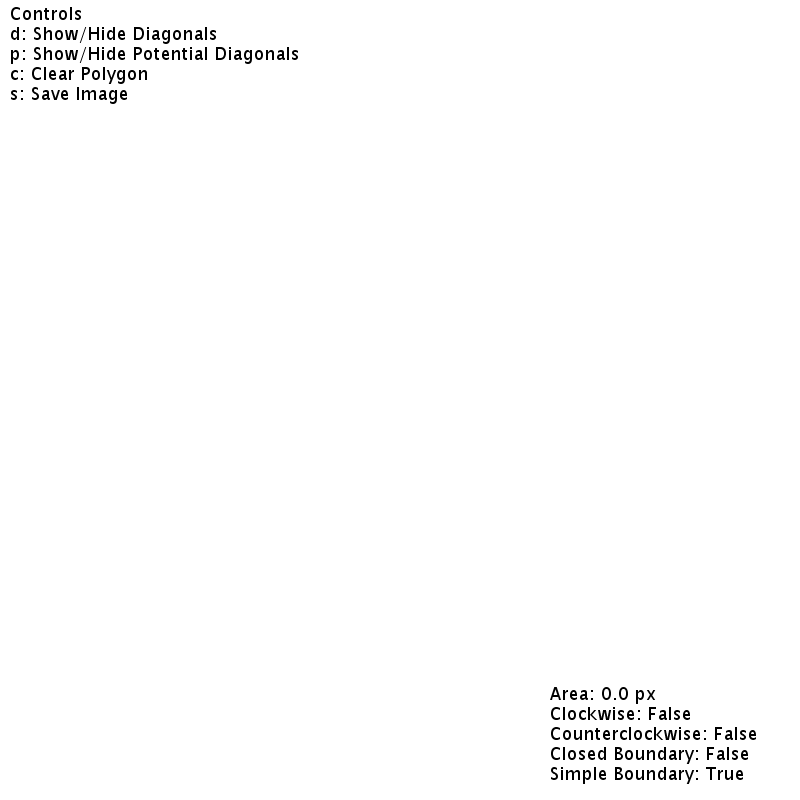 Controls
d: Show/Hide Diagonals
p: Show/Hide Potential Diagonals
c: Clear Polygon
s: Save Image
Area: 0.0 px
Clockwise: False
Counterclockwise: False
Closed Boundary: False
Simple Boundary: True